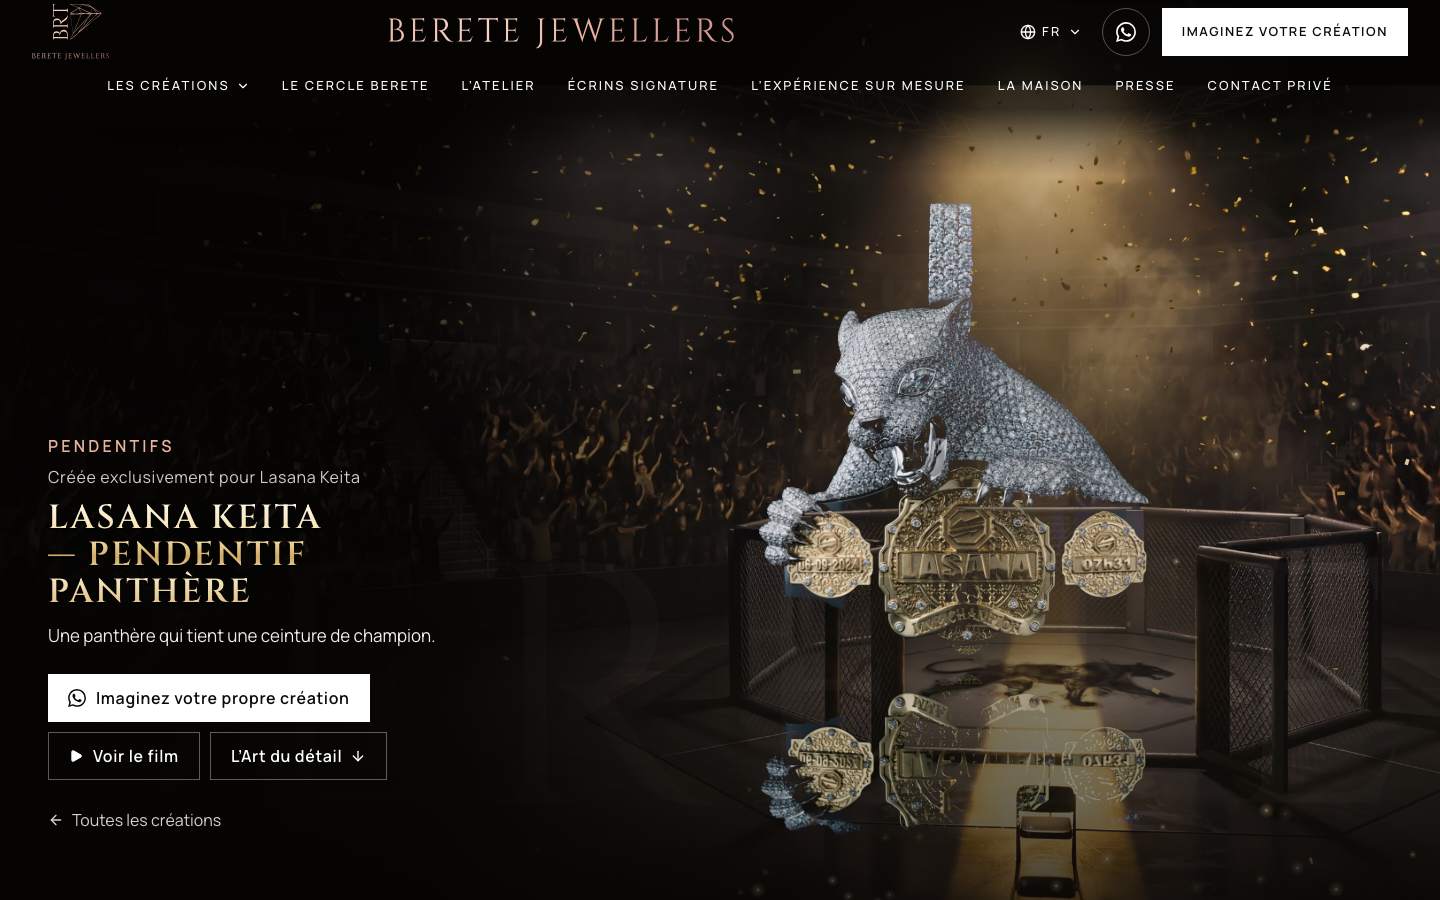 BRT
BERETE JEWELLERS
BERETE JEWELLERS
FR
IMAGINEZ VOTRE CRÉATION
LES CRÉATIONS
LE CERCLE BERETE
L'ATELIER
ÉCRINS SIGNATURE
L'EXPÉRIENCE SUR MESURE
LA MAISON
PRESSE
CONTACT PRIVÉ
PENDENTIFS
Créée exclusivement pour Lasana Keita
LASANA KEITA
— PENDENTIF
PANTHÈRE
Une panthère qui tient une ceinture de champion.
Imaginez votre propre création
Voir le film
L'Art du détail ↓
← Toutes les créations
LASANA
07h31